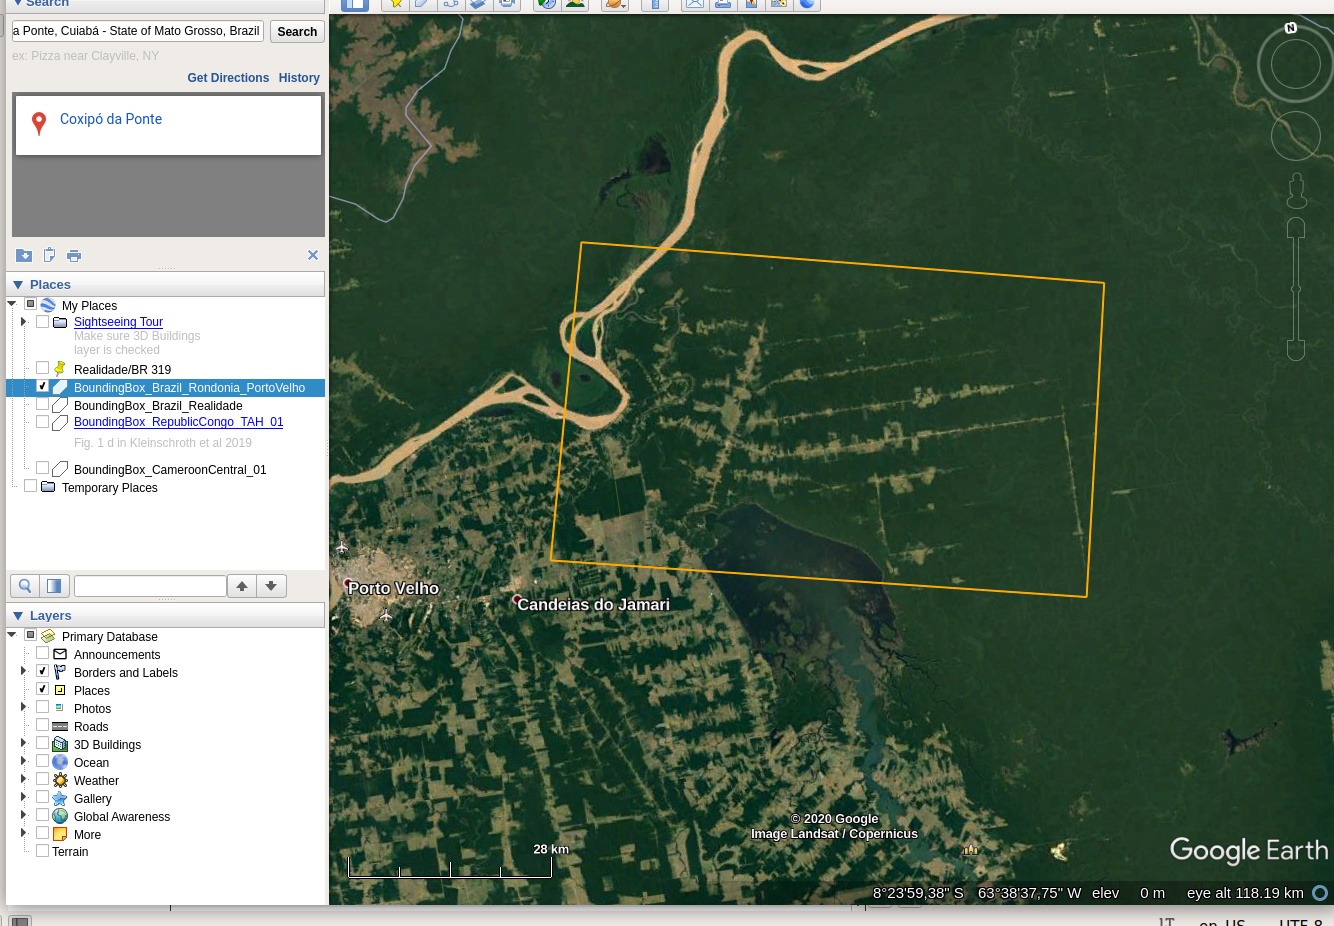 Search
a Ponte, Cuiabá - State of Mato Grosso, Brazil
Search
ex: Pizza near Clayville, NY
Get Directions History
Coxipó da Ponte
Places
My Places
Sightseeing Tour
Make sure 3D Buildings
layer is checked
Realidade/BR 319
BoundingBox_Brazil_Rondonia_PortoVelho
BoundingBox_Brazil_Realidade
BoundingBox_RepublicCongo_TAH_01
Fig. 1 d in Kleinschroth et al 2019
BoundingBox_CameroonCentral_01
Temporary Places
Layers
Primary Database
Announcements
Borders and Labels
Places
Photos
Roads
3D Buildings
Ocean
Weather
Gallery
Global Awareness
More
Terrain
N
Porto Velho
Candeias do Jamari
© 2020 Google
Image Landsat / Copernicus
28 km
Google Earth
8°23'59,38" S 63°38'37,75" W elev 0 m eye alt 118.19 km